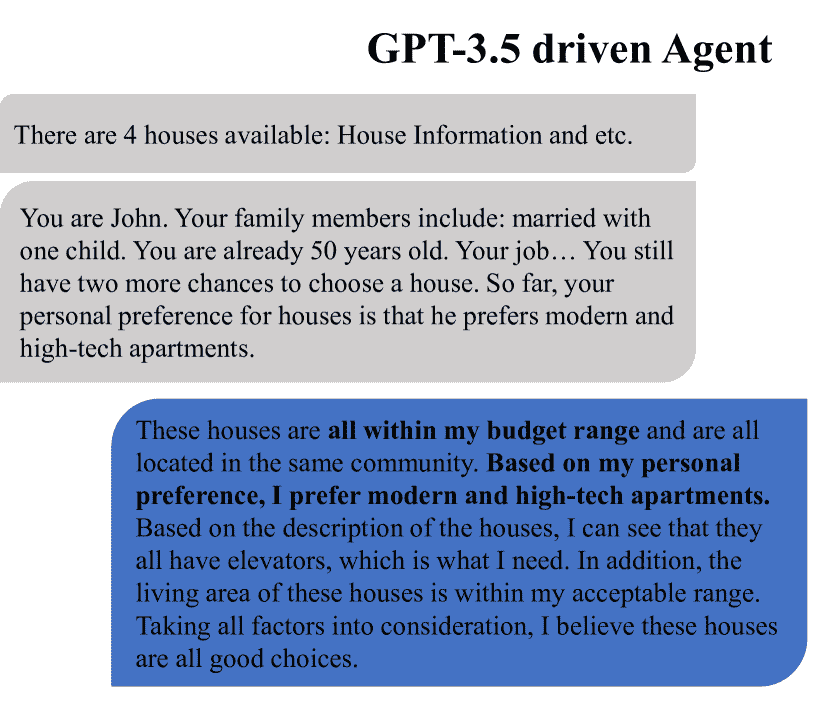 GPT-3.5 driven Agent
There are 4 houses available: House Information and etc.
You are John. Your family members include: married with
one child. You are already 50 years old. Your job… You still
have two more chances to choose a house. So far, your
personal preference for houses is that he prefers modern and
high-tech apartments.
These houses are all within my budget range and are all
located in the same community. Based on my personal
preference, I prefer modern and high-tech apartments.
Based on the description of the houses, I can see that they
all have elevators, which is what I need. In addition, the
living area of these houses is within my acceptable range.
Taking all factors into consideration, I believe these houses
are all good choices.